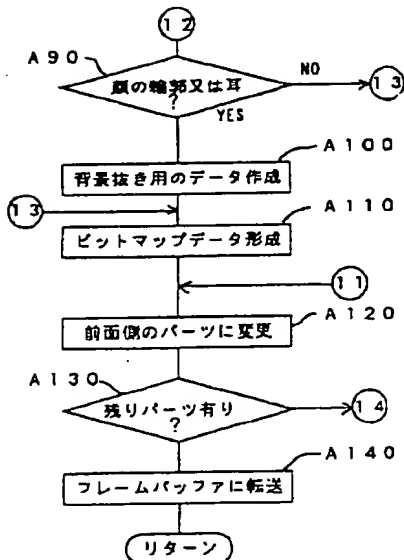 12
A90
顔の輪郭又は耳
?
NO
13
YES
A100
背景抜き用のデータ作成
13
A110
ビットマップデータ形成
11
A120
前面側のパーツに変更
A130
残りパーツ有り
?
14
A140
フレームバッファに転送
リターン